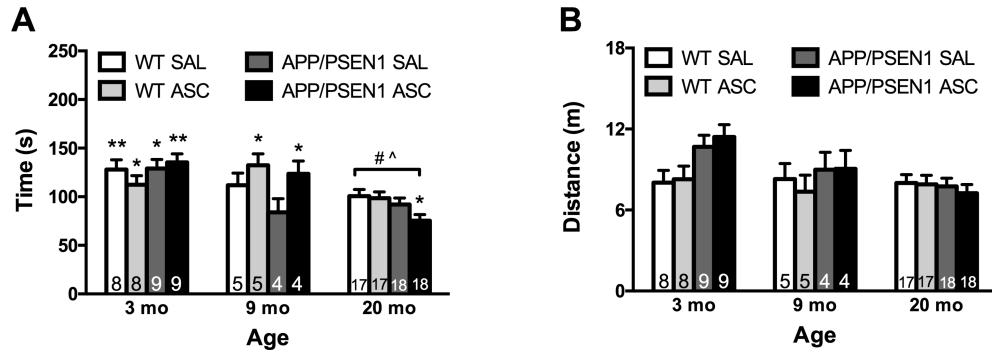 A
Time (s)
250
200
150
100
50
0
WT SAL
APP/PSEN1 SAL
WT ASC
APP/PSEN1 ASC
** * * **
* *
# ^
*
8 8 9 9
5 5 4 4
17 17 18 18
3 mo 9 mo 20 mo
Age
B
Distance (m)
18
12
6
0
WT SAL
APP/PSEN1 SAL
WT ASC
APP/PSEN1 ASC
8 8 9 9
5 5 4 4
17 17 18 18
3 mo 9 mo 20 mo
Age